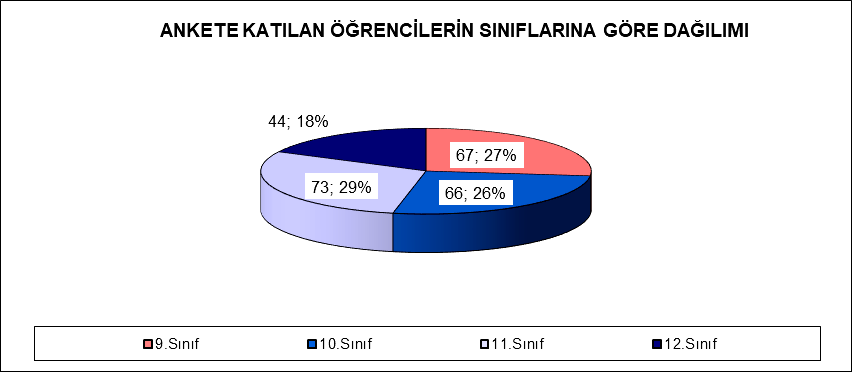 ANKETE KATILAN ÖĞRENCİLERİN SINIFLARINA GÖRE DAĞILIMI
44; 18%
67; 27%
73; 29%
66; 26%
9.Sınıf
10.Sınıf
11.Sınıf
12.Sınıf